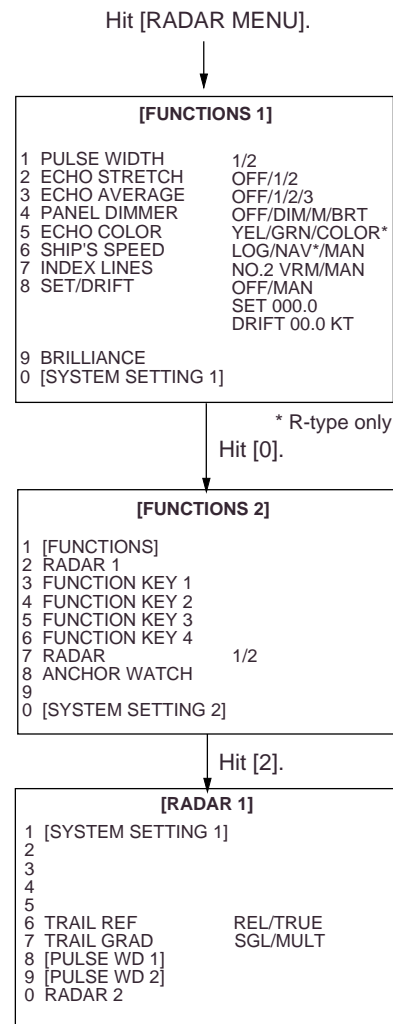 Hit [RADAR MENU].
[FUNCTIONS 1]
1 PULSE WIDTH 1/2
2 ECHO STRETCH OFF/1/2
3 ECHO AVERAGE OFF/1/2/3
4 PANEL DIMMER OFF/DIM/M/BRT
5 ECHO COLOR YEL/GRN/COLOR*
6 SHIP'S SPEED LOG/NAV*/MAN
7 INDEX LINES NO.2 VRM/MAN
8 SET/DRIFT OFF/MAN
SET 000.0
DRIFT 00.0 KT
9 BRILLIANCE
0 [SYSTEM SETTING 1]
* R-type only
Hit [0].
[FUNCTIONS 2]
1 [FUNCTIONS]
2 RADAR 1
3 FUNCTION KEY 1
4 FUNCTION KEY 2
5 FUNCTION KEY 3
6 FUNCTION KEY 4
7 RADAR 1/2
8 ANCHOR WATCH
9
0 [SYSTEM SETTING 2]
Hit [2].
[RADAR 1]
1 [SYSTEM SETTING 1]
2
3
4
5
6 TRAIL REF REL/TRUE
7 TRAIL GRAD SGL/MULT
8 [PULSE WD 1]
9 [PULSE WD 2]
0 RADAR 2